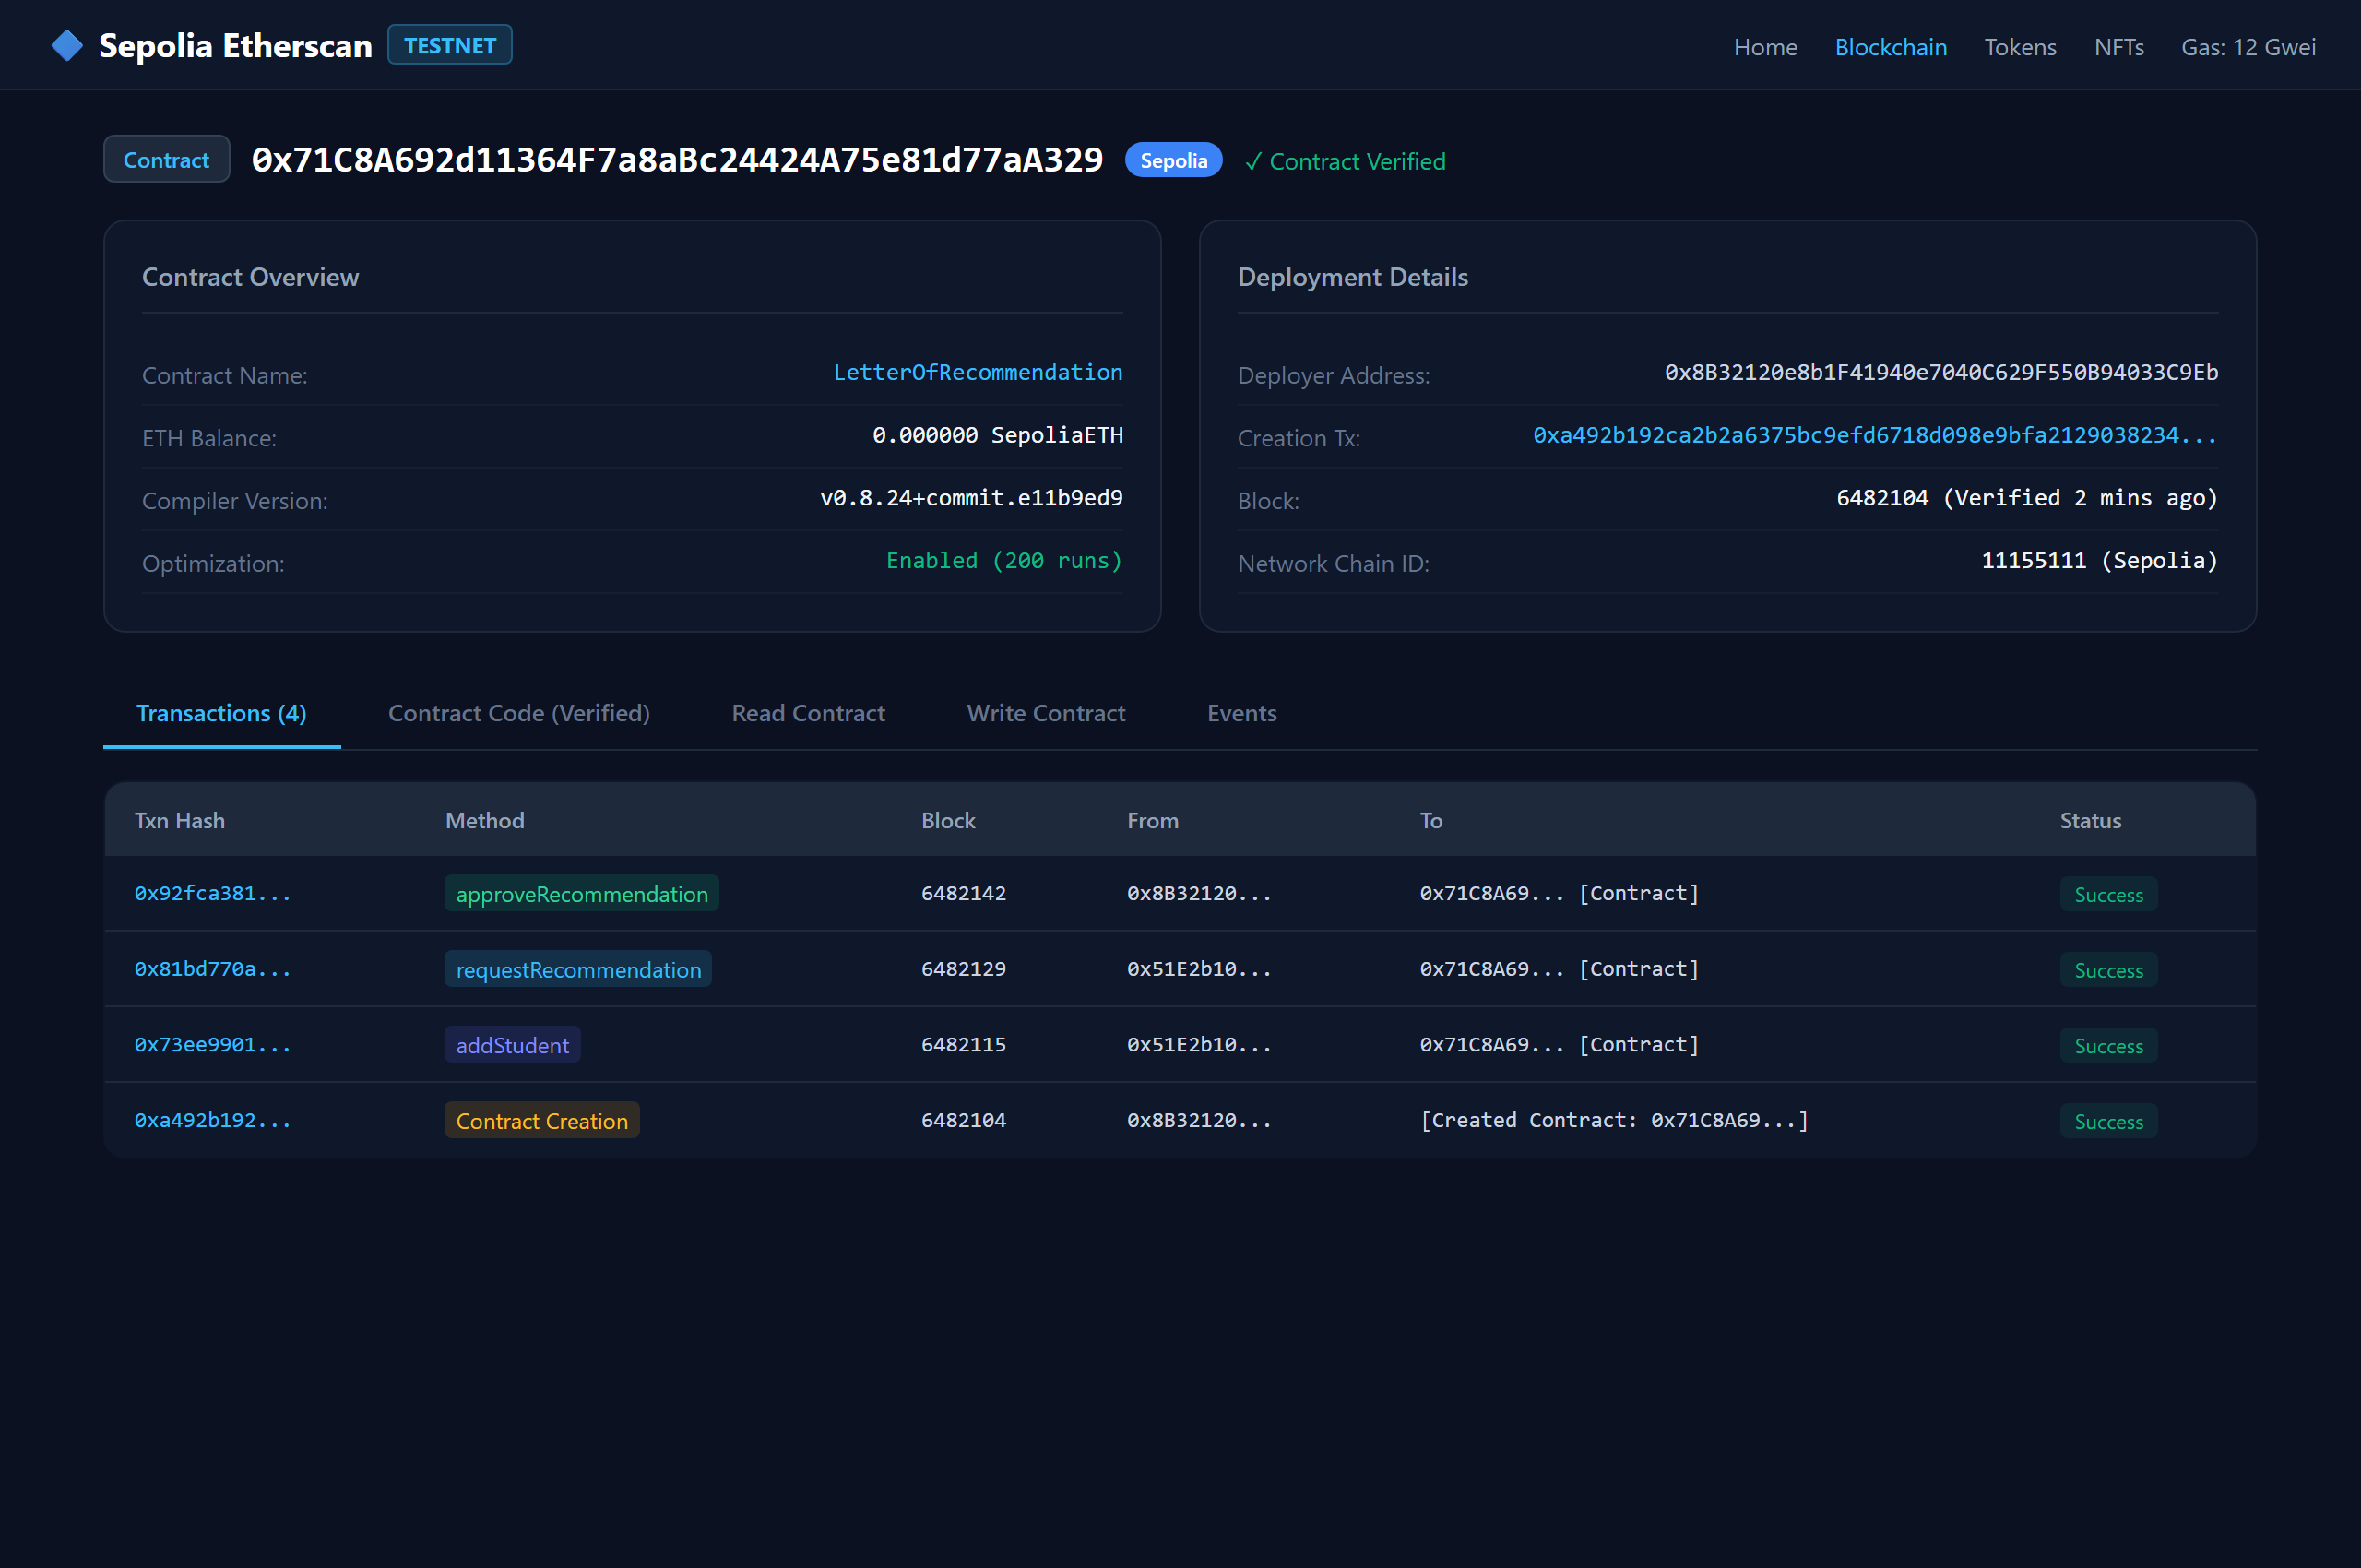 Sepolia Etherscan TESTNET Home Blockchain Tokens NFTs Gas: 12 Gwei
Contract 0x71C8A692d11364F7a8aBc24424A75e81d77aA329 Sepolia ✓ Contract Verified
Contract Overview
Contract Name: LetterOfRecommendation
ETH Balance: 0.000000 SepoliaETH
Compiler Version: v0.8.24+commit.e11b9ed9
Optimization: Enabled (200 runs)
Deployment Details
Deployer Address: 0x8B32120e8b1F41940e7040C629F550B94033C9Eb
Creation Tx: 0xa492b192ca2b2a6375bc9efd6718d098e9bfa2129038234...
Block: 6482104 (Verified 2 mins ago)
Network Chain ID: 11155111 (Sepolia)
Transactions (4) Contract Code (Verified) Read Contract Write Contract Events
Txn Hash Method Block From To Status
0x92fca381... approveRecommendation 6482142 0x8B32120... 0x71C8A69... [Contract] Success
0x81bd770a... requestRecommendation 6482129 0x51E2b10... 0x71C8A69... [Contract] Success
0x73ee9901... addStudent 6482115 0x51E2b10... 0x71C8A69... [Contract] Success
0xa492b192... Contract Creation 6482104 0x8B32120... [Created Contract: 0x71C8A69...] Success